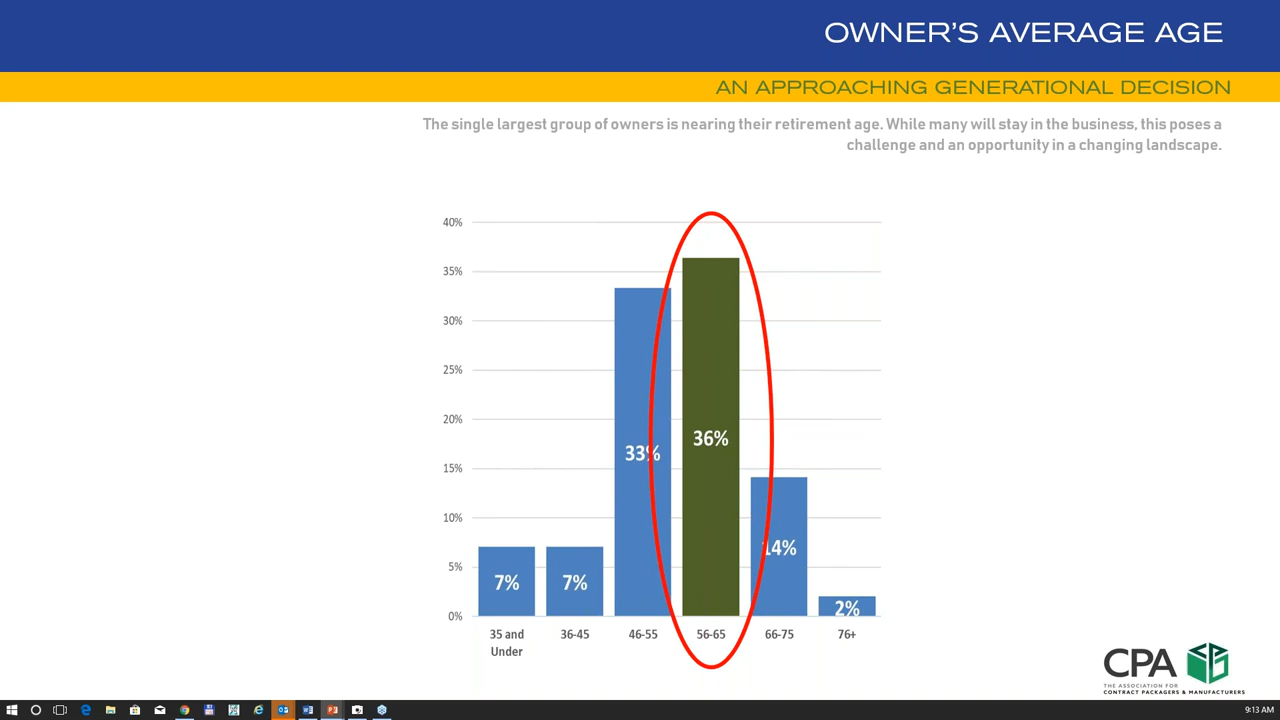 OWNER'S AVERAGE AGE
AN APPROACHING GENERATIONAL DECISION
The single largest group of owners is nearing their retirement age. While many will stay in the business, this poses a
challenge and an opportunity in a changing landscape.
40%
35%
30%
25%
20%
15%
10%
5%
0%
7%
7%
33%
36%
14%
2%
35 and
Under
36-45
46-55
56-65
66-75
76+
CPA
THE ASSOCIATION FOR
CONTRACT PACKAGERS & MANUFACTURERS
9:13 AM